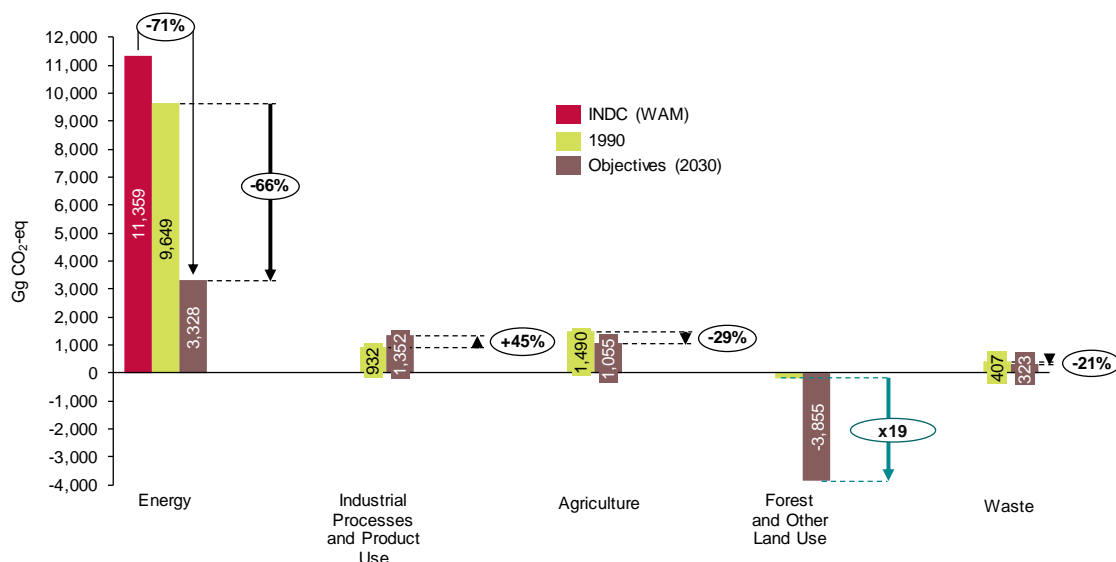 -71%
12,000
11,000
10,000
9,000
8,000
7,000
6,000
5,000
4,000
3,000
2,000
1,000
0
-1,000
-2,000
-3,000
-4,000
Gg CO₂-eq
INDC (WAM)
1990
Objectives (2030)
11,359
9,649
3,328
-66%
932
1,352
+45%
1,490
1,055
-29%
-3,855
x19
407
323
-21%
Energy
Industrial
Processes
and Product
Use
Agriculture
Forest
and Other
Land Use
Waste